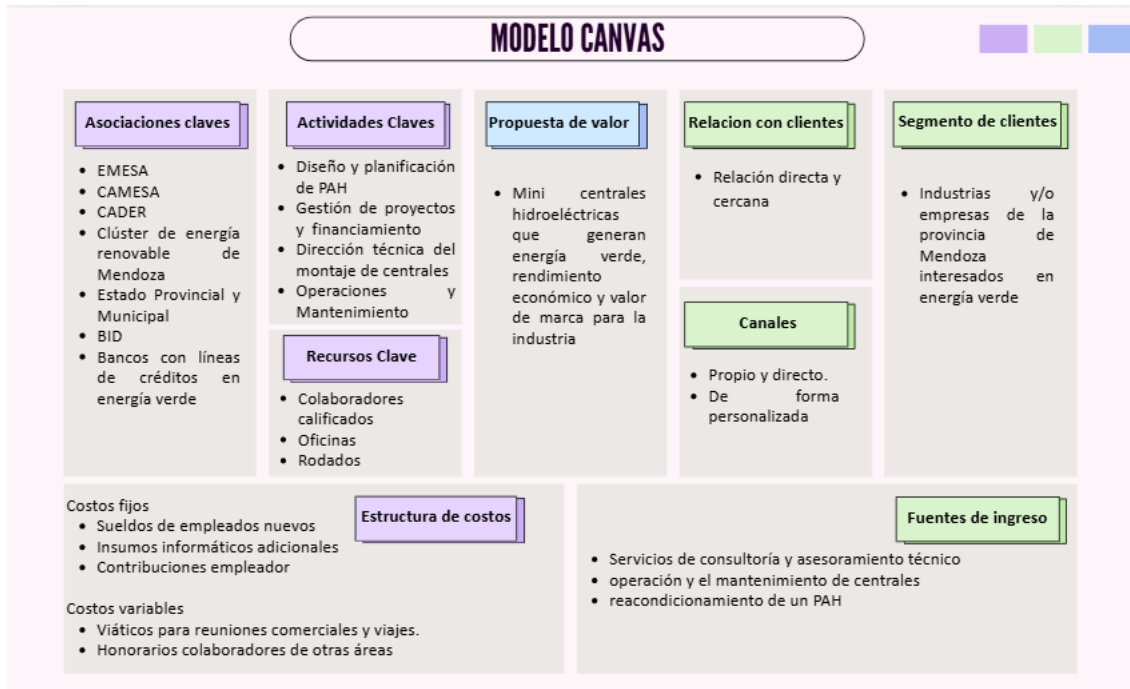 MODELO CANVAS
Asociaciones claves
EMESA
CAMESA
CADER
Clúster de energía
renovable de
Mendoza
Estado Provincial y
Municipal
BID
Bancos con líneas
de créditos en
energía verde
Actividades Claves
Diseño y planificación
de PAH
Gestión de proyectos
y financiamiento
Dirección técnica del
montaje de centrales
Operaciones y
Mantenimiento
Recursos Clave
Colaboradores
calificados
Oficinas
Rodados
Propuesta de valor
Mini centrales
hidroeléctricas
que generan
energía verde,
rendimiento
económico y valor
de marca para la
industria
Relacion con clientes
Relación directa y
cercana
Canales
Propio y directo.
De forma
personalizada
Segmento de clientes
Industrias y/o
empresas de la
provincia de
Mendoza
interesados en
energía verde
Estructura de costos
Costos fijos
Sueldos de empleados nuevos
Insumos informáticos adicionales
Contribuciones empleador
Costos variables
Viáticos para reuniones comerciales y viajes.
Honorarios colaboradores de otras áreas
Fuentes de ingreso
Servicios de consultoría y asesoramiento técnico
operación y el mantenimiento de centrales
reacondicionamiento de un PAH